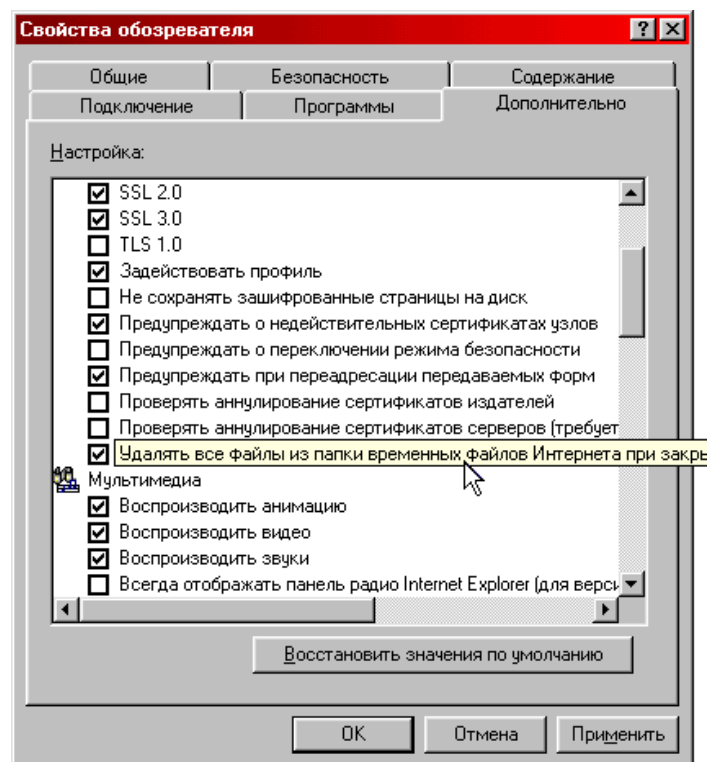 Свойства обозревателя
Общие Безопасность Содержание
Подключение Программы Дополнительно
Настройка:
SSL 2.0
SSL 3.0
TLS 1.0
Задействовать профиль
Не сохранять зашифрованные страницы на диск
Предупреждать о недействительных сертификатах узлов
Предупреждать о переключении режима безопасности
Предупреждать при переадресации передаваемых форм
Проверять аннулирование сертификатов издателей
Проверять аннулирование сертификатов серверов (требует
Удалять все файлы из папки временных файлов Интернета при закры
Мультимедиа
Воспроизводить анимацию
Воспроизводить видео
Воспроизводить звуки
Всегда отображать панель радио Internet Explorer (для верси
Восстановить значения по умолчанию
OK Отмена Применить